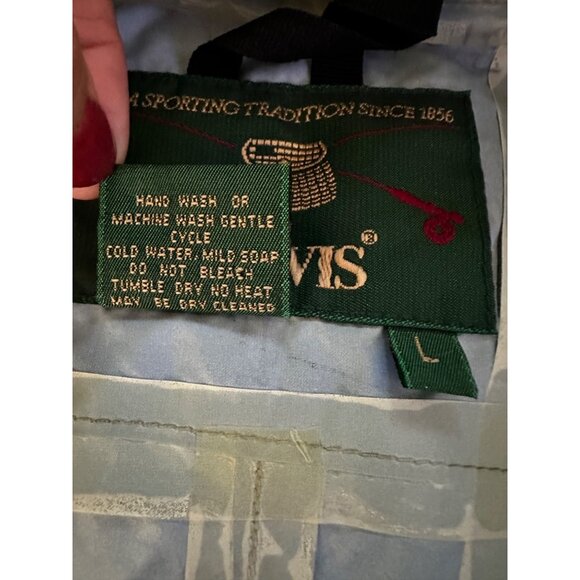 A SPORTING TRADITION SINCE 1856
VIS®
HAND WASH OR
MACHINE WASH GENTLE
CYCLE
COLD WATER, MILD SOAP
DO NOT BLEACH
TUMBLE DRY NO HEAT
MAY BE DRY CLEANED
L